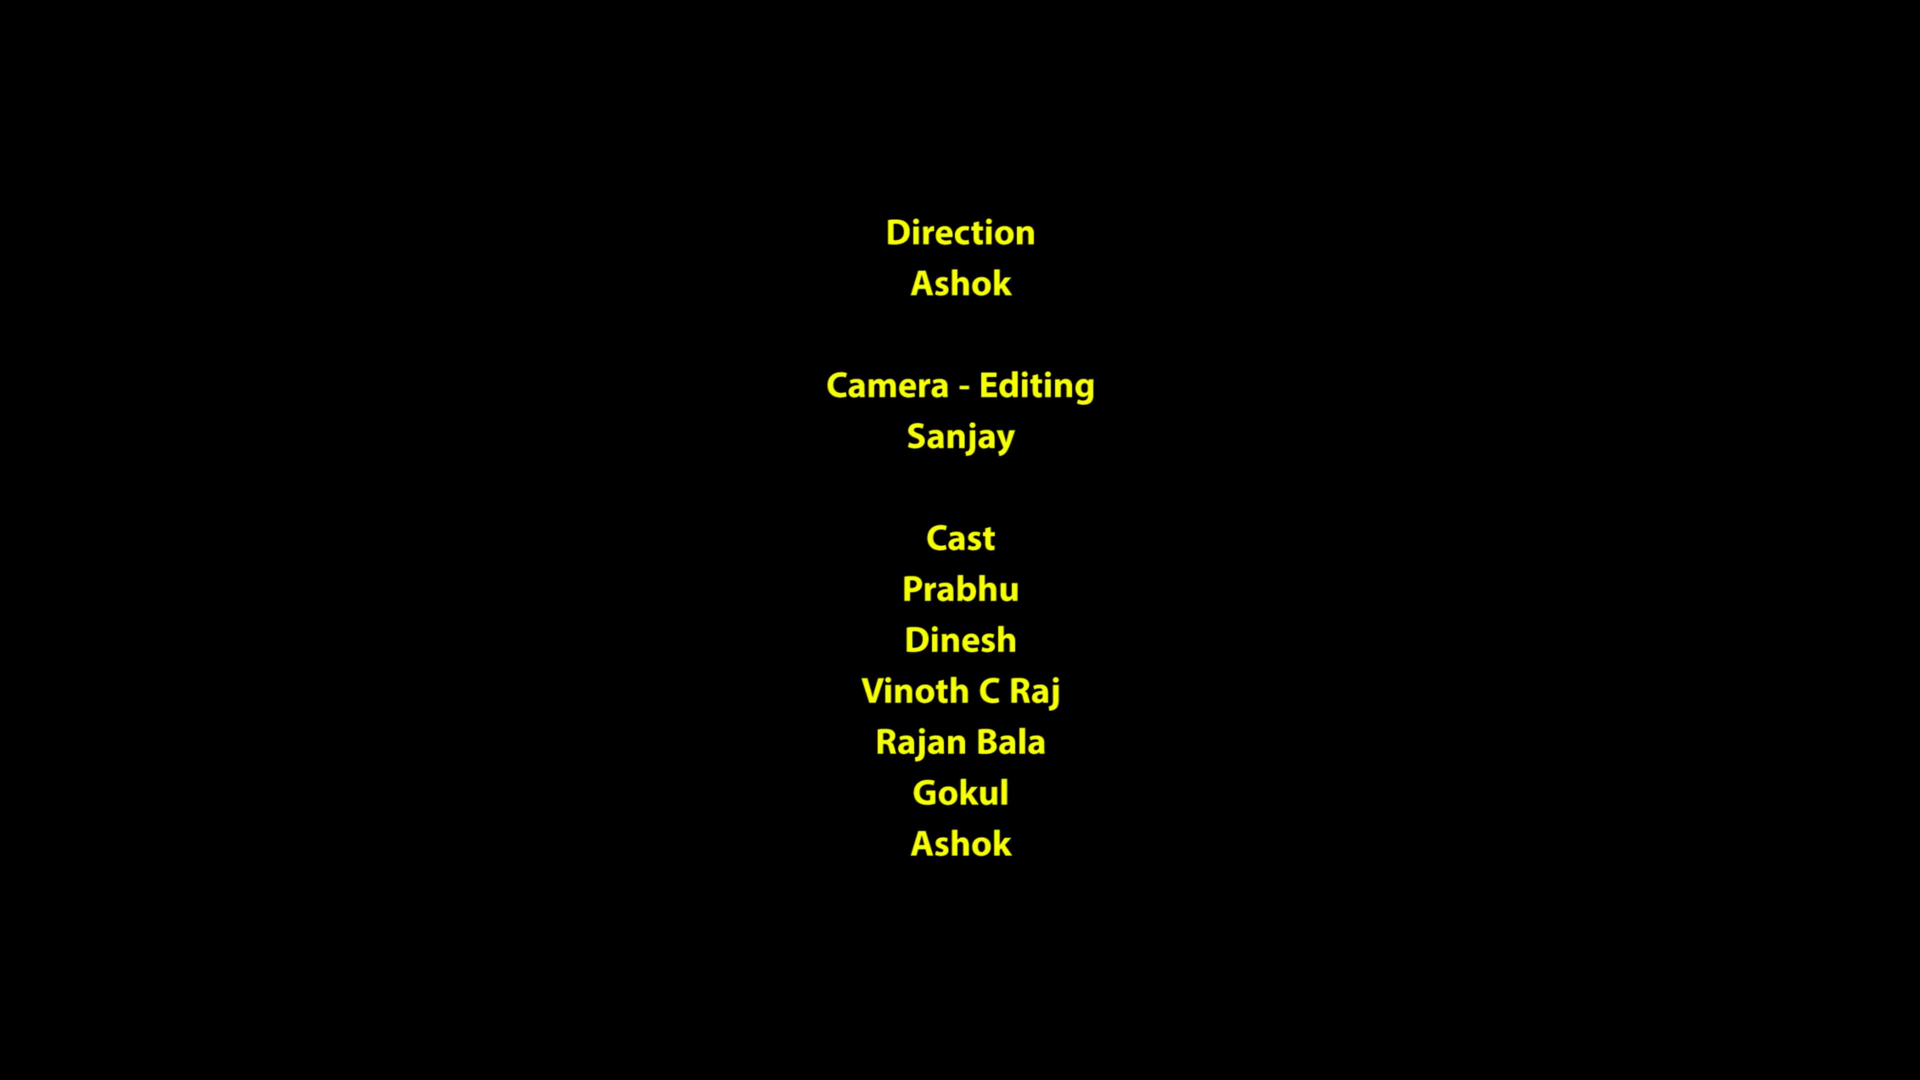 Direction
Ashok
Camera - Editing
Sanjay
Cast
Prabhu
Dinesh
Vinoth C Raj
Rajan Bala
Gokul
Ashok